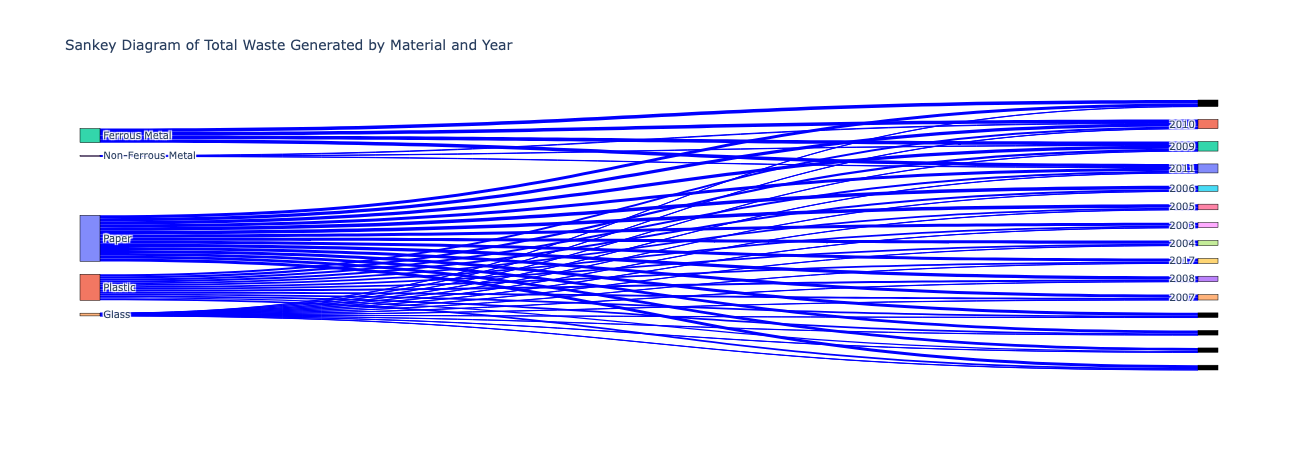 Sankey Diagram of Total Waste Generated by Material and Year
Ferrous Metal
Non-Ferrous Metal
Paper
Plastic
Glass
2010
2009
2011
2006
2005
2003
2004
2017
2008
2007